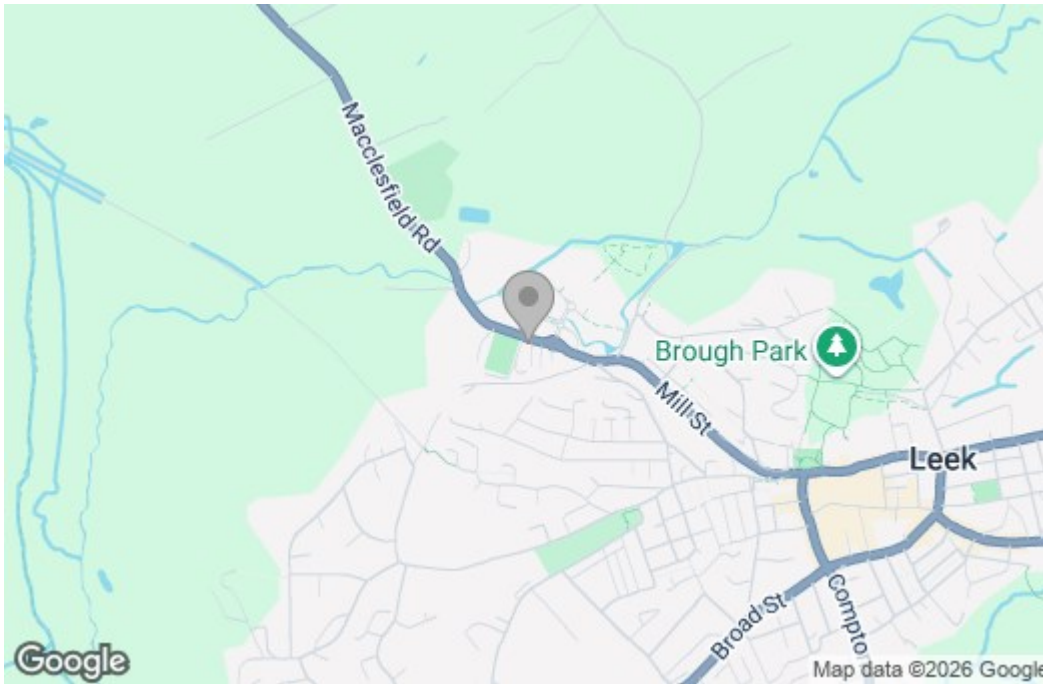 Macclesfield Rd
Brough Park
Mill St
Leek
Broad St
Compto
Google
Map data ©2026 Google